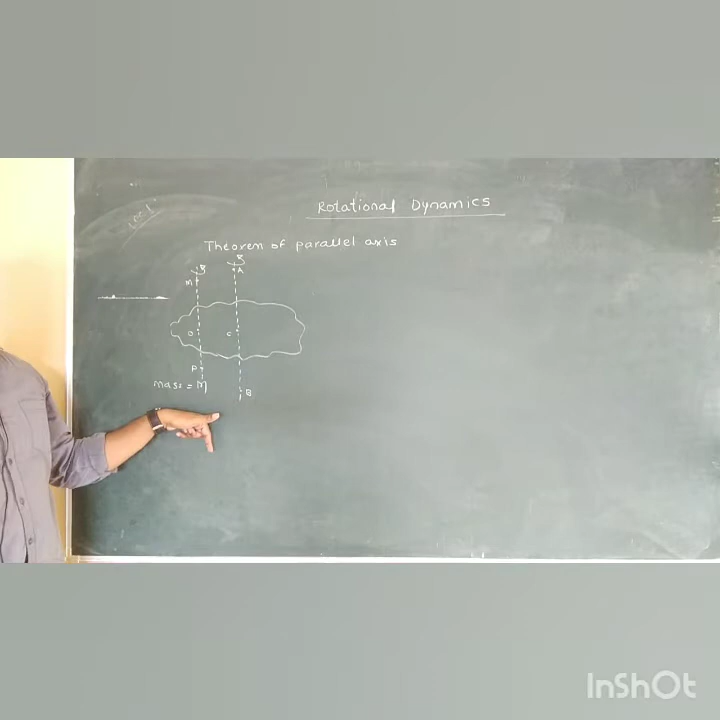 Rotational Dynamics
Theorem of parallel axis
M
A
O
C
P
mass = M
B
InShOt